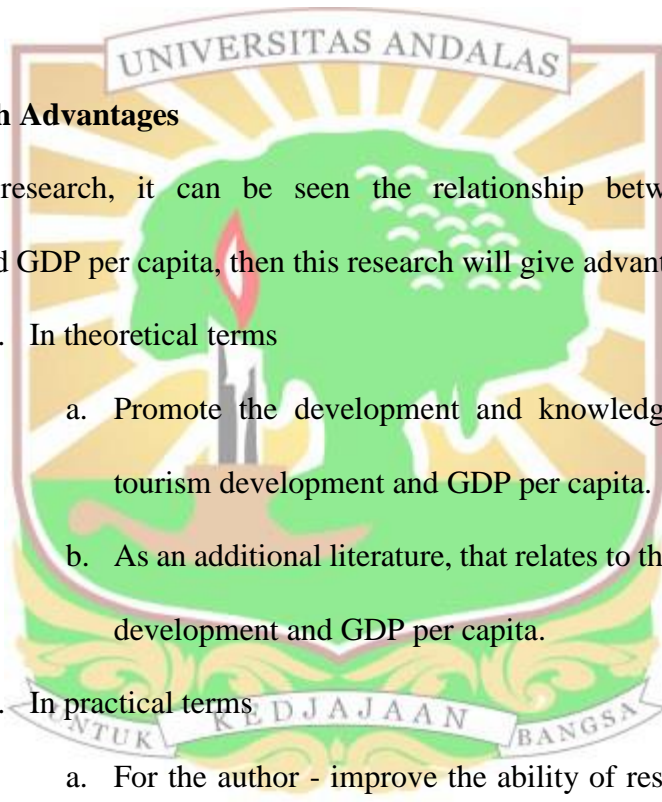 UNIVERSITAS ANDALAS
h Advantages
research, it can be seen the relationship betw
d GDP per capita, then this research will give advant
. In theoretical terms
a. Promote the development and knowledg
tourism development and GDP per capita.
b. As an additional literature, that relates to th
development and GDP per capita.
. In practical terms
UNTUK KEDJAJAAN BANGSA
a. For the author - improve the ability of res